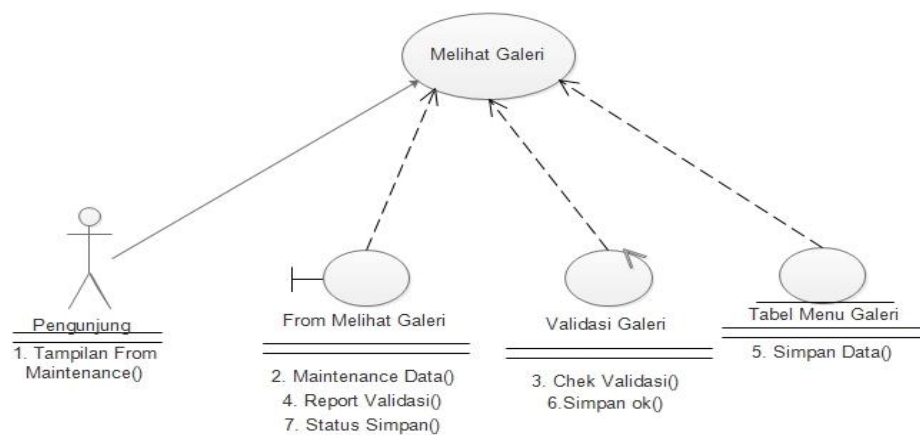 Melihat Galeri
Pengunjung
1. Tampilan From
Maintenance()
From Melihat Galeri
2. Maintenance Data()
4. Report Validasi()
7. Status Simpan()
Validasi Galeri
3. Chek Validasi()
6.Simpan ok()
Tabel Menu Galeri
5. Simpan Data()